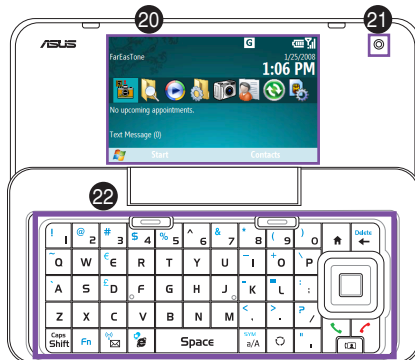 20 21
ASUS
G
FarEasTone 1/25/2008
1:06 PM
No upcoming appointments.
Text Message (0)
Start Contacts
22
! 1 @ 2 # 3 $ 4 % 5 ^ 6 & 7 * 8 ( 9 ) 0 Delete
~ Q W € E R T Y U — I + O \ P
` A S £ D F G H J " K " L ; :
Z X C V B N M < , > . ? /
Caps Shift Fn Space SYM a/A " '